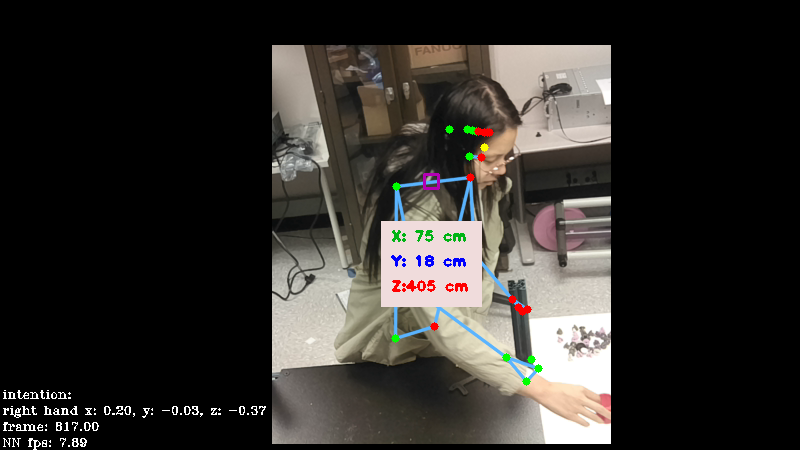 FANUC
X: 75 cm
Y: 18 cm
Z:405 cm
intention:
right hand x: 0.20, y: -0.03, z: -0.37
frame: 817.00
NN fps: 7.89